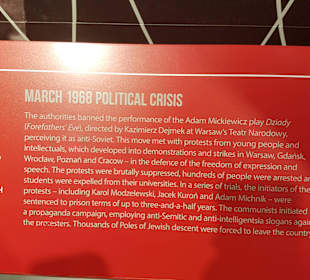 MARCH 1968 POLITICAL CRISIS
The authorities banned the performance of the Adam Mickiewicz play Dziady
(Forefathers' Eve), directed by Kazimierz Dejmek at Warsaw's Teatr Narodowy,
perceiving it as anti-Soviet. This move met with protests from young people and
intellectuals, which developed into demonstrations and strikes in Warsaw, Gdańsk,
Wrocław, Poznań and Cracow – in the defence of the freedom of expression and
speech. The protests were brutally suppressed, hundreds of people were arrested an
students were expelled from their universities. In a series of trials, the initiators of the
protests – including Karol Modzelewski, Jacek Kuroń and Adam Michnik – were
sentenced to prison terms of up to three-and-a-half years. The communists initiated
a propaganda campaign, employing anti-Semitic and anti-intelligentsia slogans again
the protesters. Thousands of Poles of Jewish descent were forced to leave the country